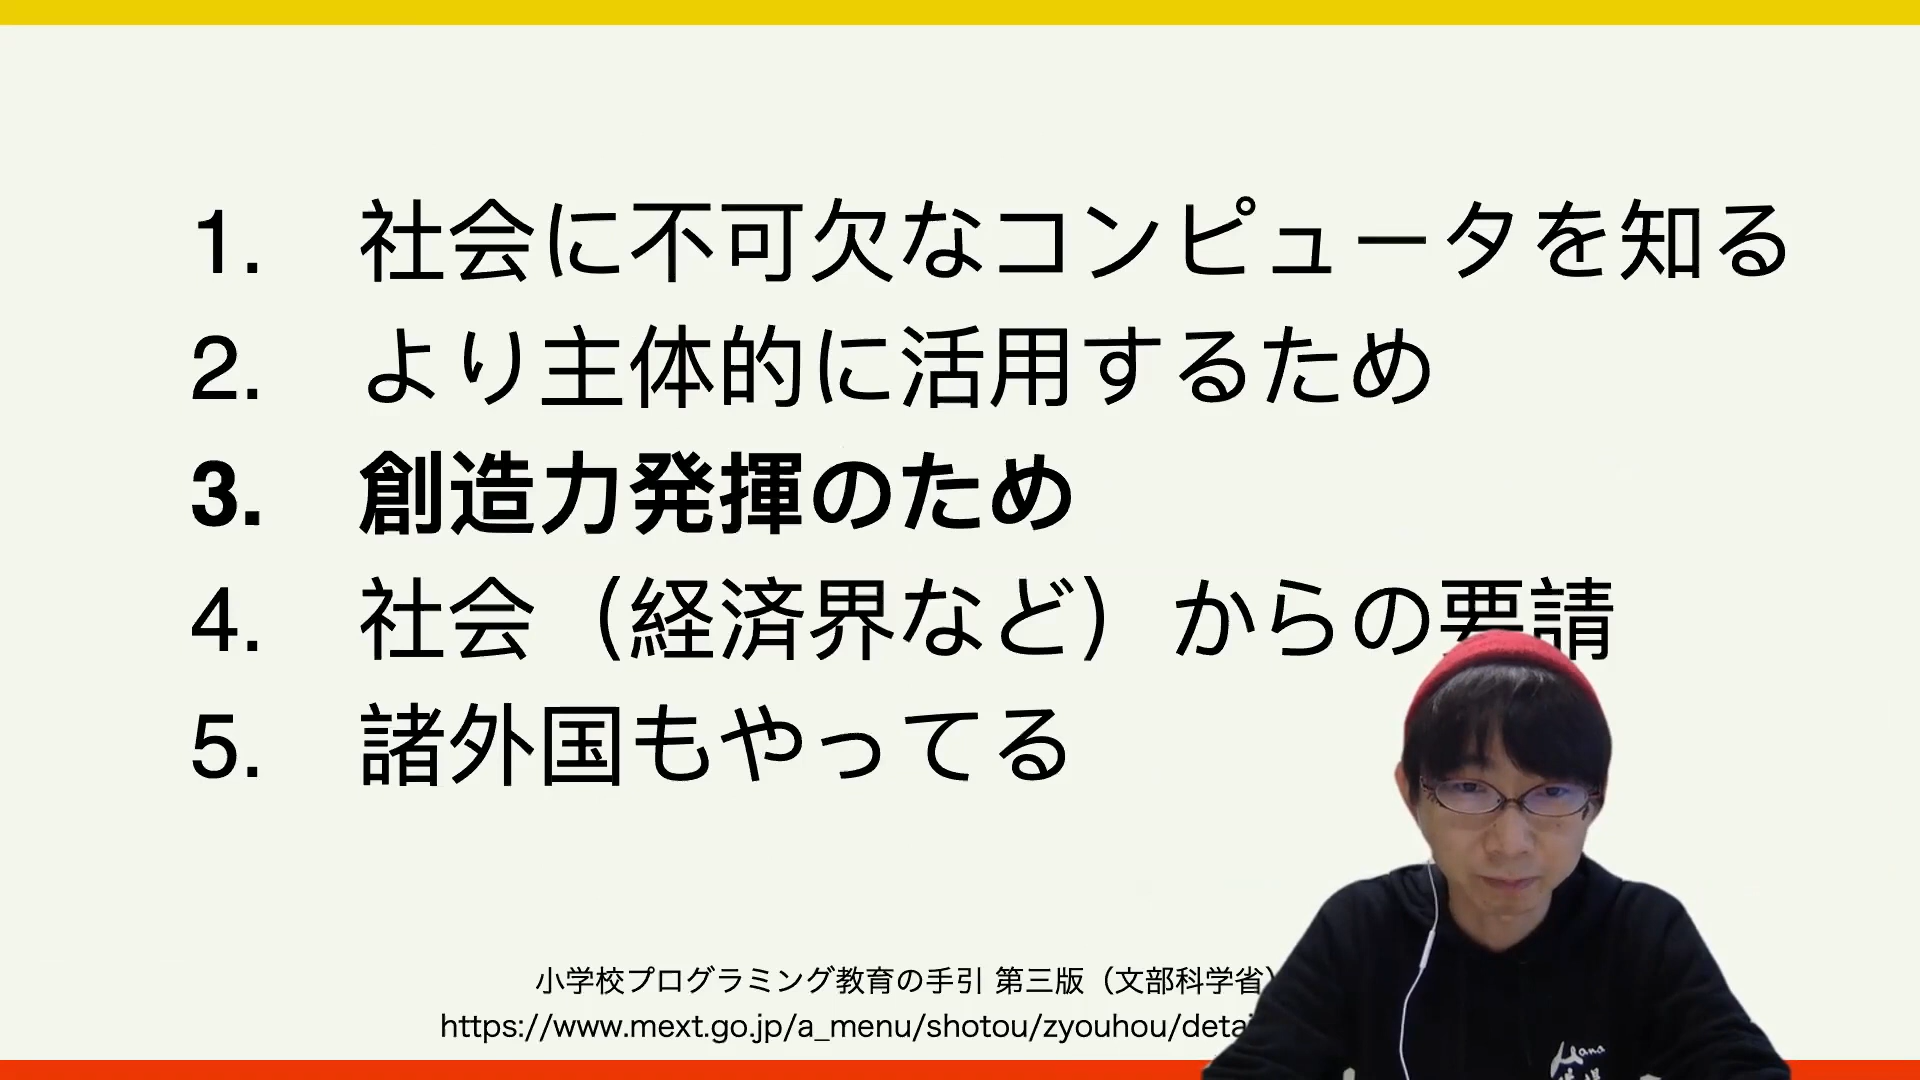 1. 社会に不可欠なコンピュータを知る
2. より主体的に活用するため
3. 創造力発揮のため
4. 社会（経済界など）からの要請
5. 諸外国もやってる
小学校プログラミング教育の手引 第三版（文部科学省）
https://www.mext.go.jp/a_menu/shotou/zyouhou/detai
Hana